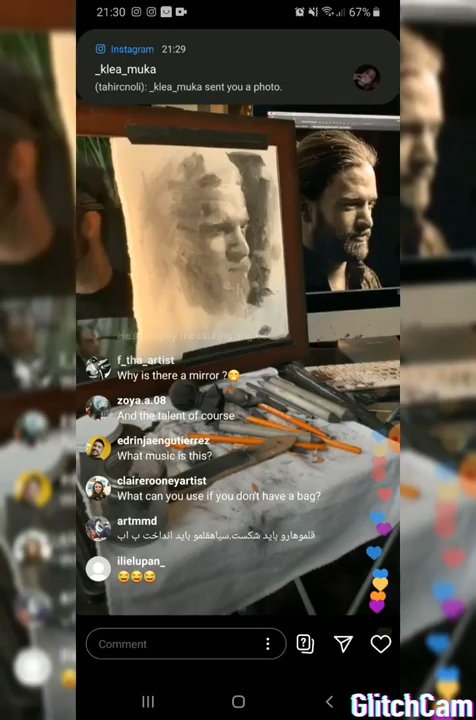 21:30
67%
Instagram 21:29
_klea_muka
(tahircnoli): _klea_muka sent you a photo.
f_tha_artist
Why is there a mirror ?😁
zoya.a.08
And the talent of course
edrinjaengutierrez
What music is this?
clairerooneyartist
What can you use if you don't have a bag?
artmmd
قلموهارو باید شکست.سیاهقلمو باید انداخت ب اب
ilielupan_
😂😂😂
Comment
GlitchCam